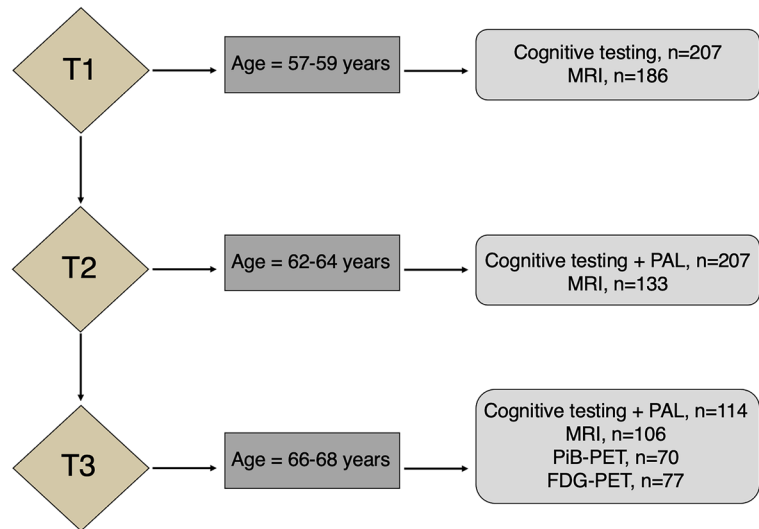 T1
Age = 57-59 years
Cognitive testing, n=207
MRI, n=186
T2
Age = 62-64 years
Cognitive testing + PAL, n=207
MRI, n=133
T3
Age = 66-68 years
Cognitive testing + PAL, n=114
MRI, n=106
PiB-PET, n=70
FDG-PET, n=77